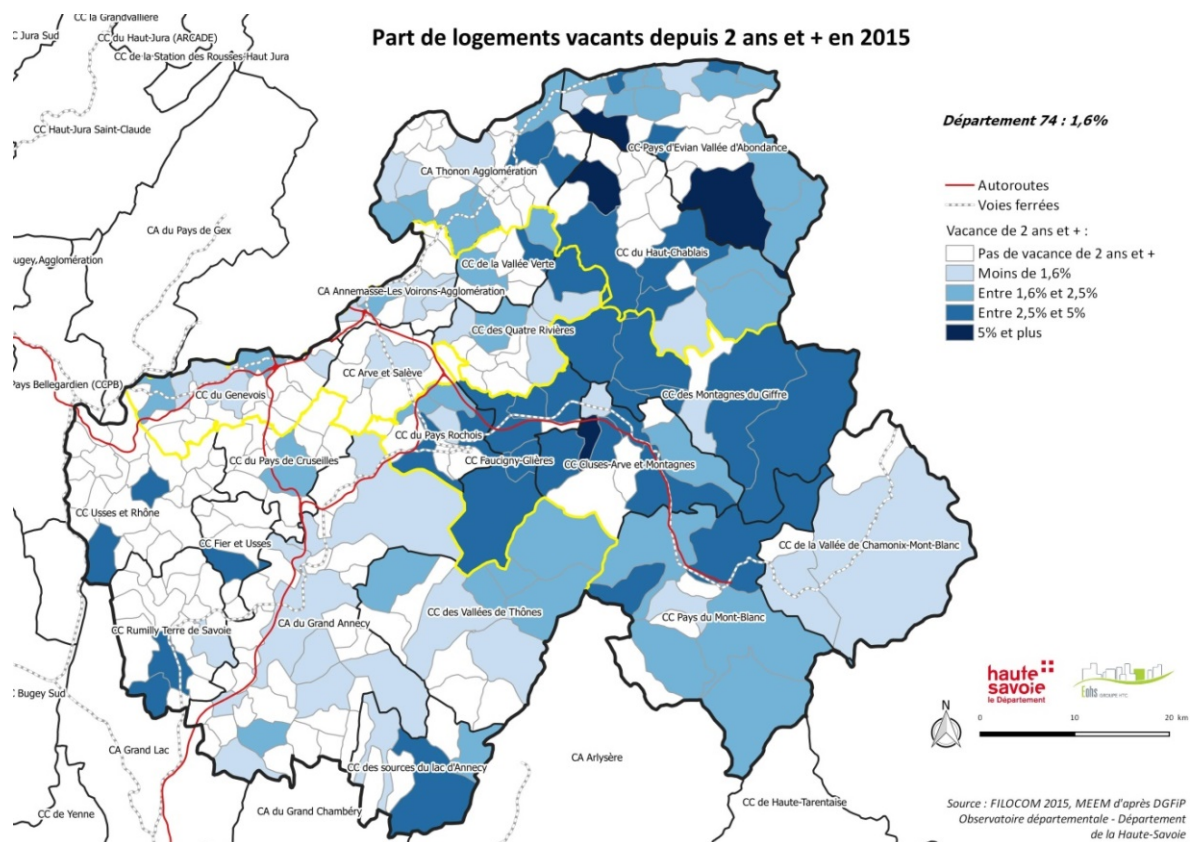 Part de logements vacants depuis 2 ans et + en 2015
CC la Grandvallière
C Jura Sud
CC du Haut-Jura (ARCADE)
CC de la Station des Rousses-Haut Jura
CC Haut-Jura Saint-Claude
CA du Pays de Gex
ugey Agglomération
Pays Bellegardien (CCPB)
CA Thonon Agglomération
CC Pays d'Evian Vallée d'Abondance
CC de la Vallée Verte
CC du Haut-Chablais
CA Annemasse-Les Voirons-Agglomération
CC des Quatre Rivières
CC Arve et Salève
CC du Genevois
CC des Montagnes du Giffre
CC du Pays Rochois
CC du Pays de Cruseilles
CC Faucigny-Glières
CC Cluses-Arve et Montagnes
CC Usses et Rhône
CC Fier et Usses
CC de la Vallée de Chamonix-Mont-Blanc
CC des Vallées de Thônes
CC Pays du Mont-Blanc
CC Rumilly Terre de Savoie
CA du Grand Annecy
C Bugey Sud
CA Grand Lac
CC des sources du lac d'Annecy
CA Arlysère
CC de Yenne
CA du Grand Chambéry
CC de Haute-Tarentaise
Département 74 : 1,6%
Autoroutes
Voies ferrées
Vacance de 2 ans et + :
Pas de vacance de 2 ans et +
Moins de 1,6%
Entre 1,6% et 2,5%
Entre 2,5% et 5%
5% et plus
haute
savoie
le Département
Eohs GROUPE HTC
N
0 10 20 km
Source : FILOCOM 2015, MEEM d'après DGFiP
Observatoire départementale - Département
de la Haute-Savoie